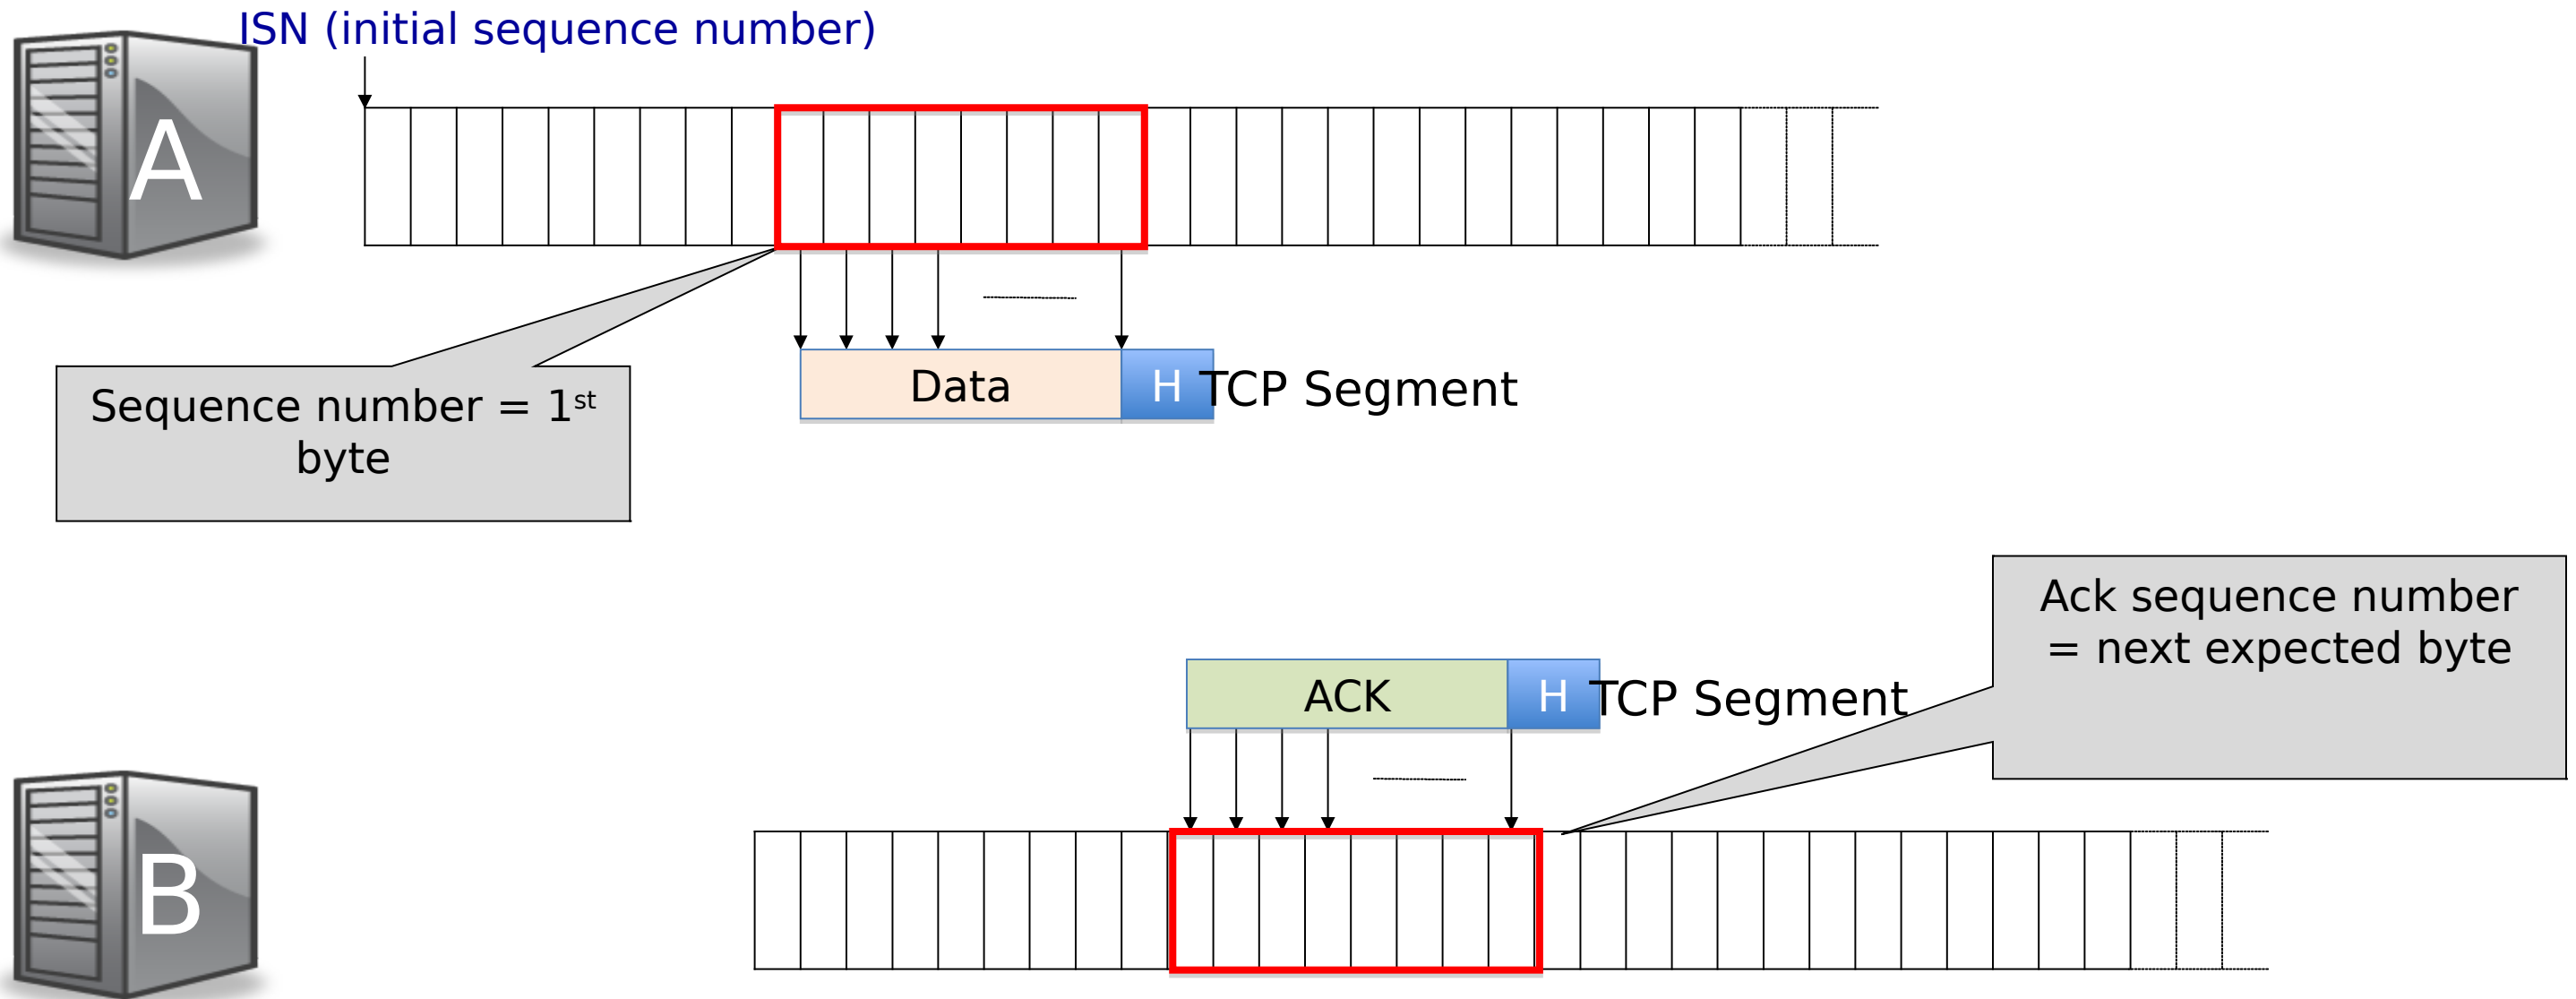 ISN (initial sequence number)
A
Data
H
TCP Segment
Sequence number = 1st
byte
Ack sequence number
= next expected byte
ACK
H
TCP Segment
B